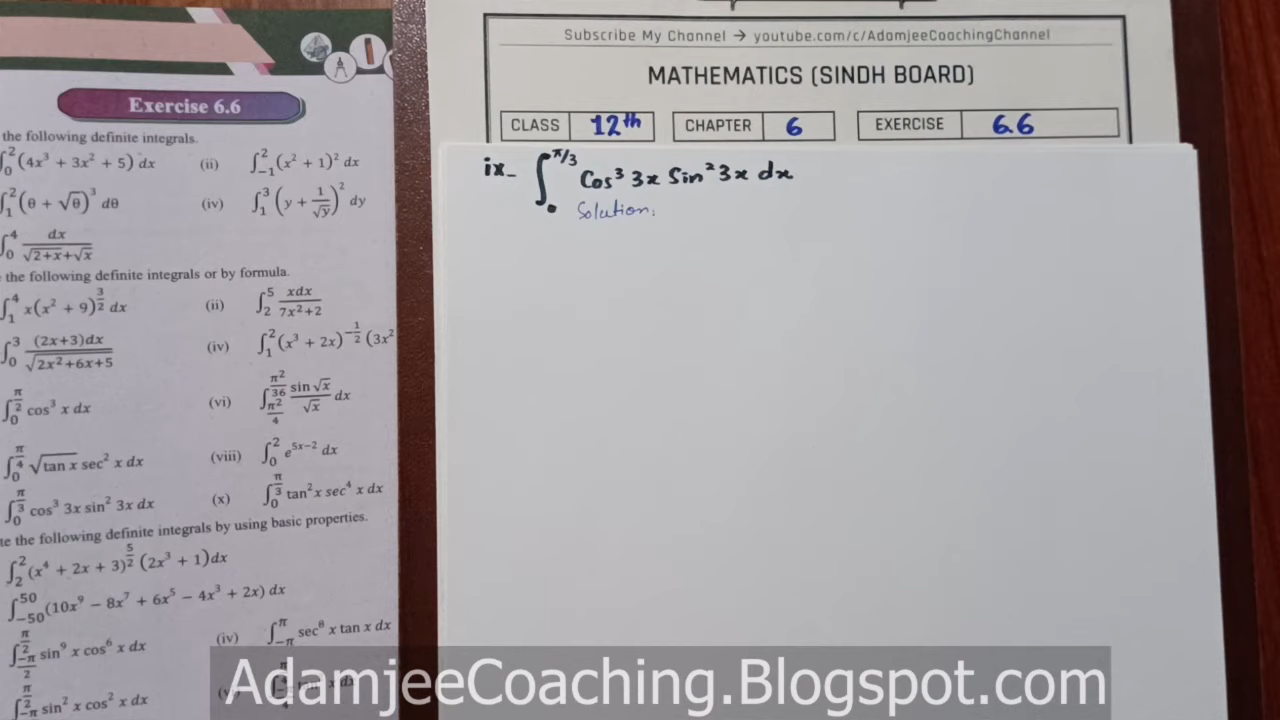 Exercise 6.6
the following definite integrals.
∫₀²(4x³ + 3x² + 5) dx (ii) ∫₋₁²(x² + 1)² dx
∫₁²(θ + √θ)³ dθ (iv) ∫₁³(y + 1/√y)² dy
∫₀⁴ dx/(√2+x + √x)
the following definite integrals or by formula.
∫₁⁴ x(x² + 9)^(3/2) dx (ii) ∫₂⁵ xdx/(7x²+2)
∫₀³ (2x+3)dx/√(2x²+6x+5) (iv) ∫₁²(x³ + 2x)^(-1/2) (3x²
∫₀^(π/2) cos³ x dx (vi) ∫_(π²/4)^(π²/36) sin √x/√x dx
∫₀^(π/4) √tan x sec² x dx (viii) ∫₀² e^(5x−2) dx
∫₀^(π/3) cos³ 3x sin² 3x dx (x) ∫₀^(π/3) tan² x sec⁴ x dx
te the following definite integrals by using basic properties.
∫₂²(x⁴ + 2x + 3)^(5/2) (2x³ + 1)dx
∫₋₅₀⁵⁰(10x⁹ − 8x⁷ + 6x⁵ − 4x³ + 2x) dx
∫_(−π/2)^(π/2) sin⁹ x cos⁶ x dx (iv) ∫_(−π)^π sec⁸ x tan x dx
sin² x cos² x dx
Subscribe My Channel → youtube.com/c/AdamjeeCoachingChannel
MATHEMATICS (SINDH BOARD)
CLASS 12th CHAPTER 6 EXERCISE 6.6
ix- ∫₀^(π/3) Cos³ 3x Sin² 3x dx
Solution:
AdamjeeCoaching.Blogspot.com